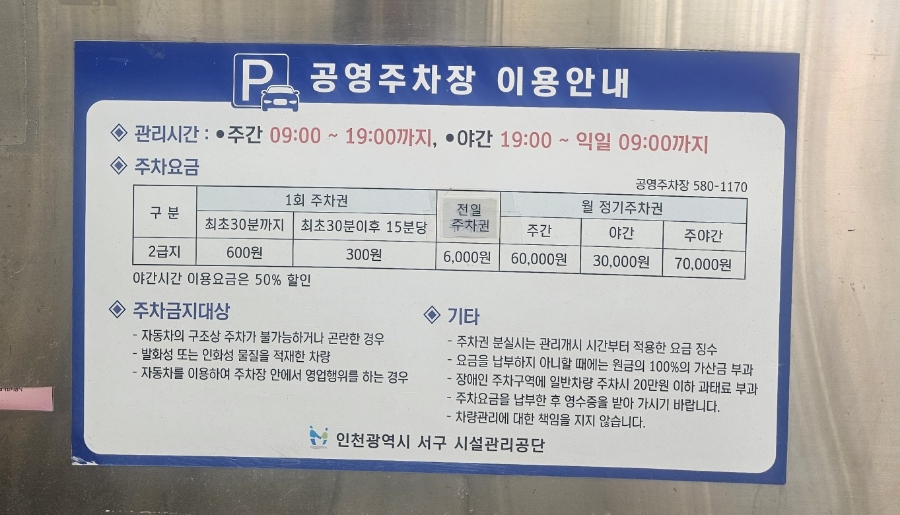 P 공영주차장 이용안내
관리시간 : •주간 09:00 ~ 19:00까지, •야간 19:00 ~ 익일 09:00까지
주차요금
공영주차장 580-1170
구 분 1회 주차권 전일 주차권 월 정기주차권
최초30분까지 최초30분이후 15분당 주간 야간 주야간
2급지 600원 300원 6,000원 60,000원 30,000원 70,000원
야간시간 이용요금은 50% 할인
주차금지대상
- 자동차의 구조상 주차가 불가능하거나 곤란한 경우
- 발화성 또는 인화성 물질을 적재한 차량
- 자동차를 이용하여 주차장 안에서 영업행위를 하는 경우
기타
- 주차권 분실시는 관리개시 시간부터 적용한 요금 징수
- 요금을 납부하지 아니할 때에는 원금의 100%의 가산금 부과
- 장애인 주차구역에 일반차량 주차시 20만원 이하 과태료 부과
- 주차요금을 납부한 후 영수증을 받아 가시기 바랍니다.
- 차량관리에 대한 책임을 지지 않습니다.
인천광역시 서구 시설관리공단